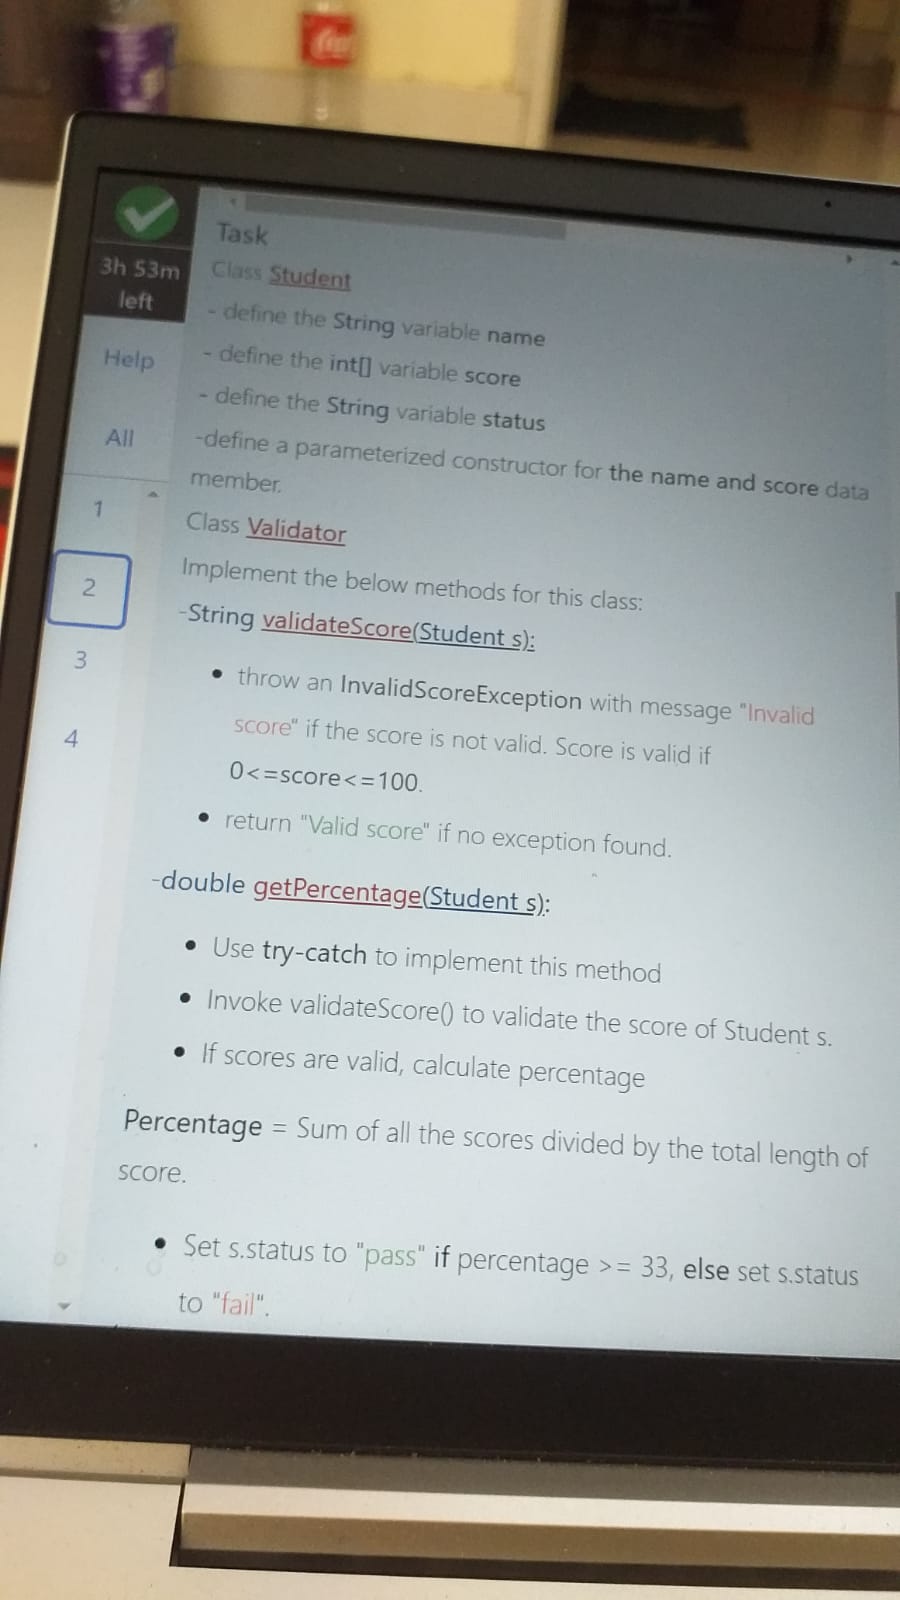 Task
Class Student
- define the String variable name
- define the int[] variable score
- define the String variable status
-define a parameterized constructor for the name and score data
member.
Class Validator
Implement the below methods for this class:
-String validateScore(Student s):
• throw an InvalidScoreException with message "Invalid
score" if the score is not valid. Score is valid if
0<=score<=100.
• return "Valid score" if no exception found.
-double getPercentage(Student s):
• Use try-catch to implement this method
• Invoke validateScore() to validate the score of Student s.
• If scores are valid, calculate percentage
Percentage = Sum of all the scores divided by the total length of
score.
• Set s.status to "pass" if percentage >= 33, else set s.status
to "fail".
3h 53m
left
Help
All
1
2
3
4